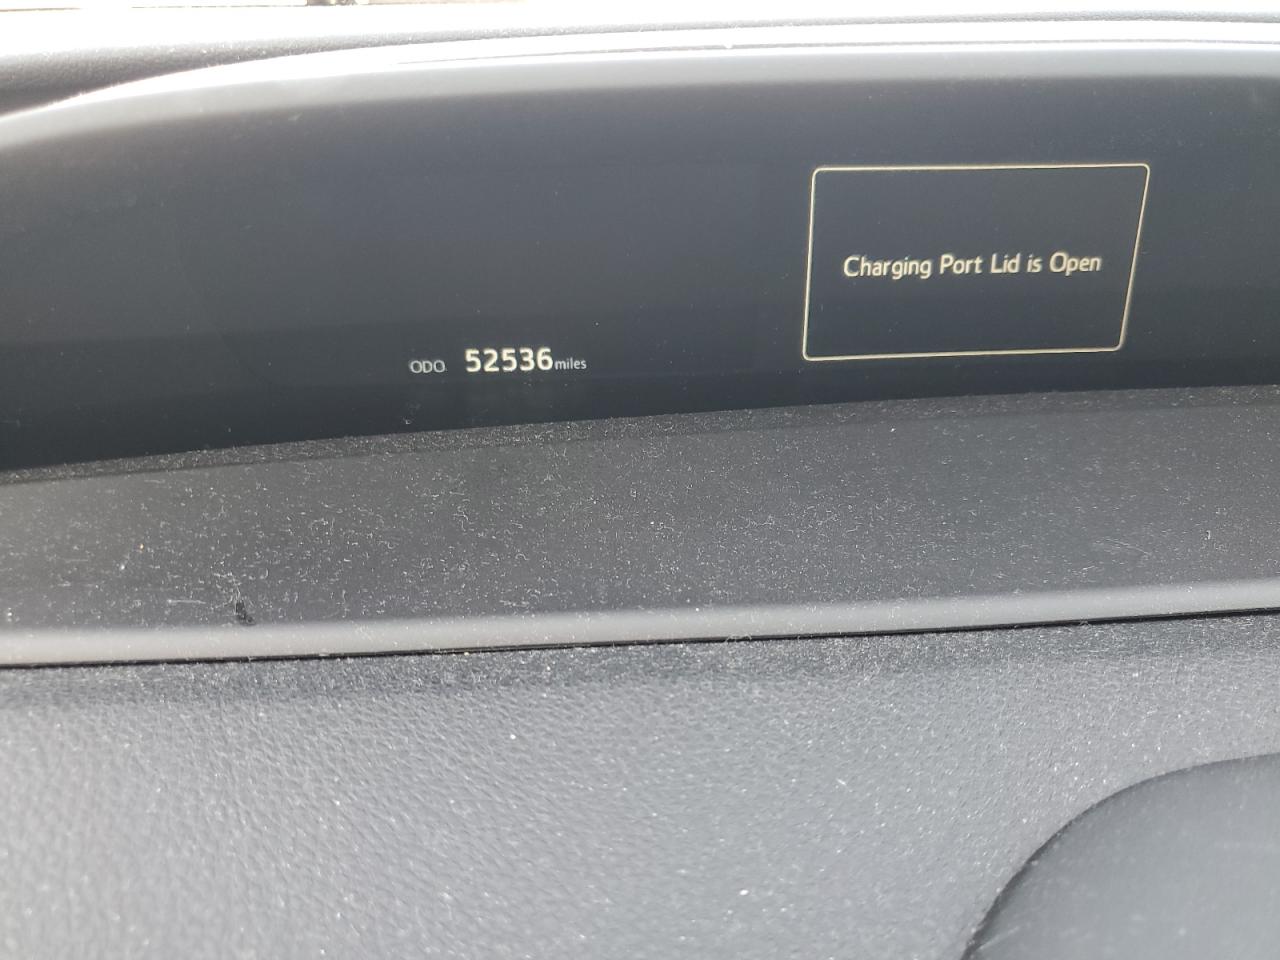 Charging Port Lid is Open
ODO 52536 miles